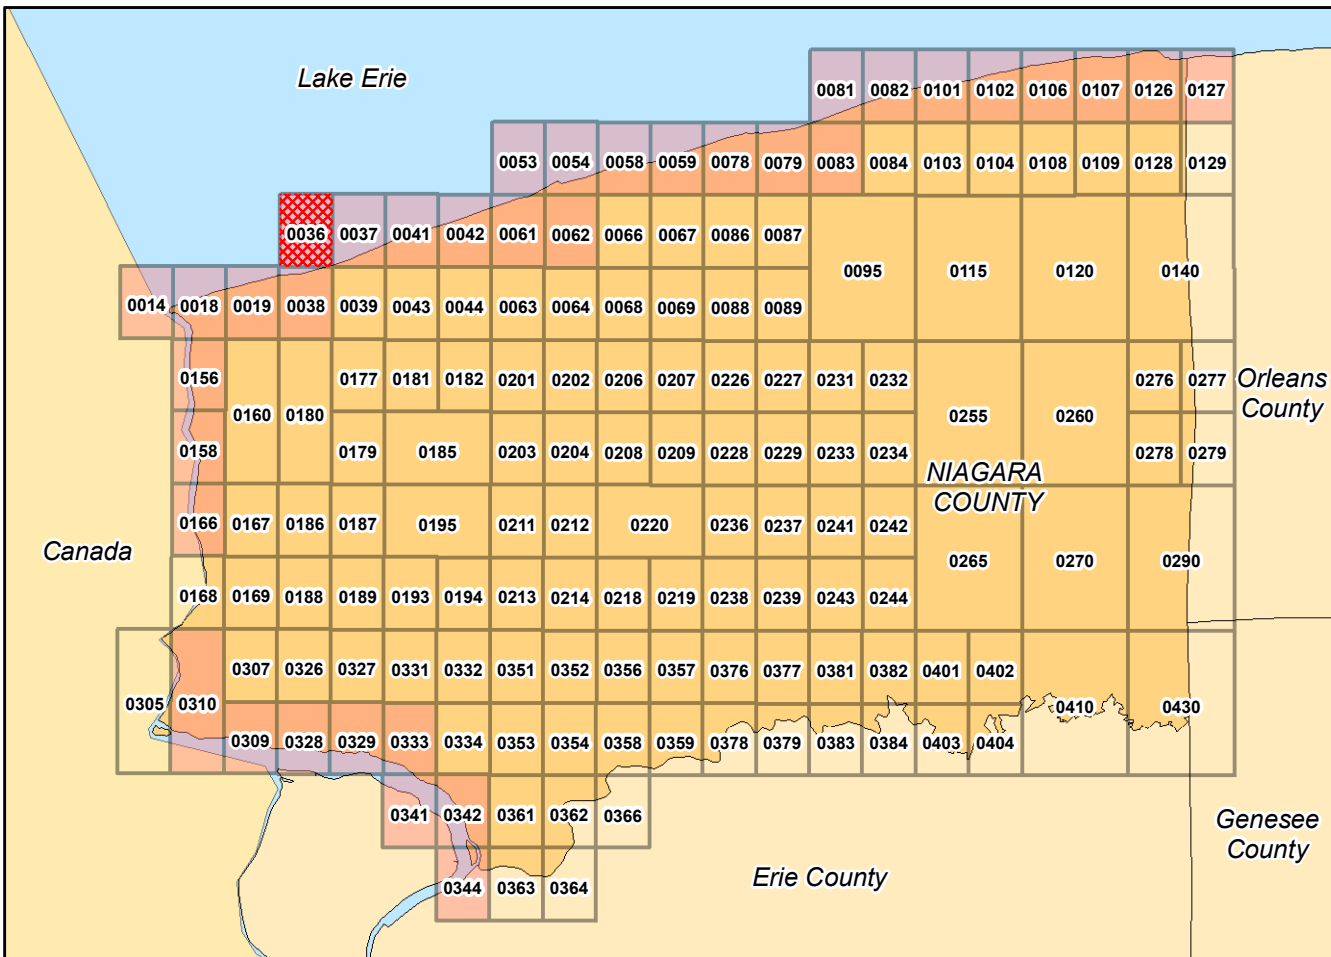 Lake Erie
0081 0082 0101 0102 0106 0107 0126 0127
0053 0054 0058 0059 0078 0079 0083 0084 0103 0104 0108 0109 0128 0129
0036 0037 0041 0042 0061 0062 0066 0067 0086 0087
0095 0115 0120 0140
0014 0018 0019 0038 0039 0043 0044 0063 0064 0068 0069 0088 0089
0156 0177 0181 0182 0201 0202 0206 0207 0226 0227 0231 0232 0276 0277
Orleans
County
0160 0180 0255 0260
0158 0179 0185 0203 0204 0208 0209 0228 0229 0233 0234 0278 0279
NIAGARA
COUNTY
0166 0167 0186 0187 0195 0211 0212 0220 0236 0237 0241 0242
Canada
0265 0270 0290
0168 0169 0188 0189 0193 0194 0213 0214 0218 0219 0238 0239 0243 0244
0307 0326 0327 0331 0332 0351 0352 0356 0357 0376 0377 0381 0382 0401 0402
0305 0310 0410 0430
0309 0328 0329 0333 0334 0353 0354 0358 0359 0378 0379 0383 0384 0403 0404
0341 0342 0361 0362 0366
Genesee
County
Erie County
0344 0363 0364